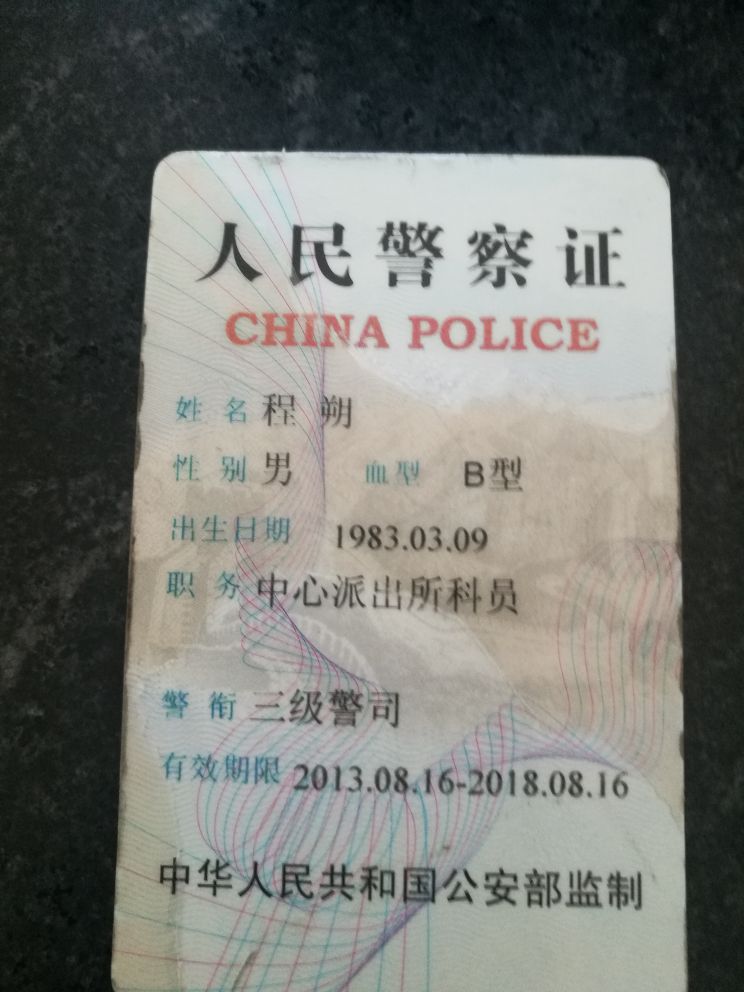 人民警察证
CHINA POLICE
姓名 程朔
性别 男 血型 B型
出生日期 1983.03.09
职务 中心派出所科员
警衔 三级警司
有效期限 2013.08.16-2018.08.16
中华人民共和国公安部监制